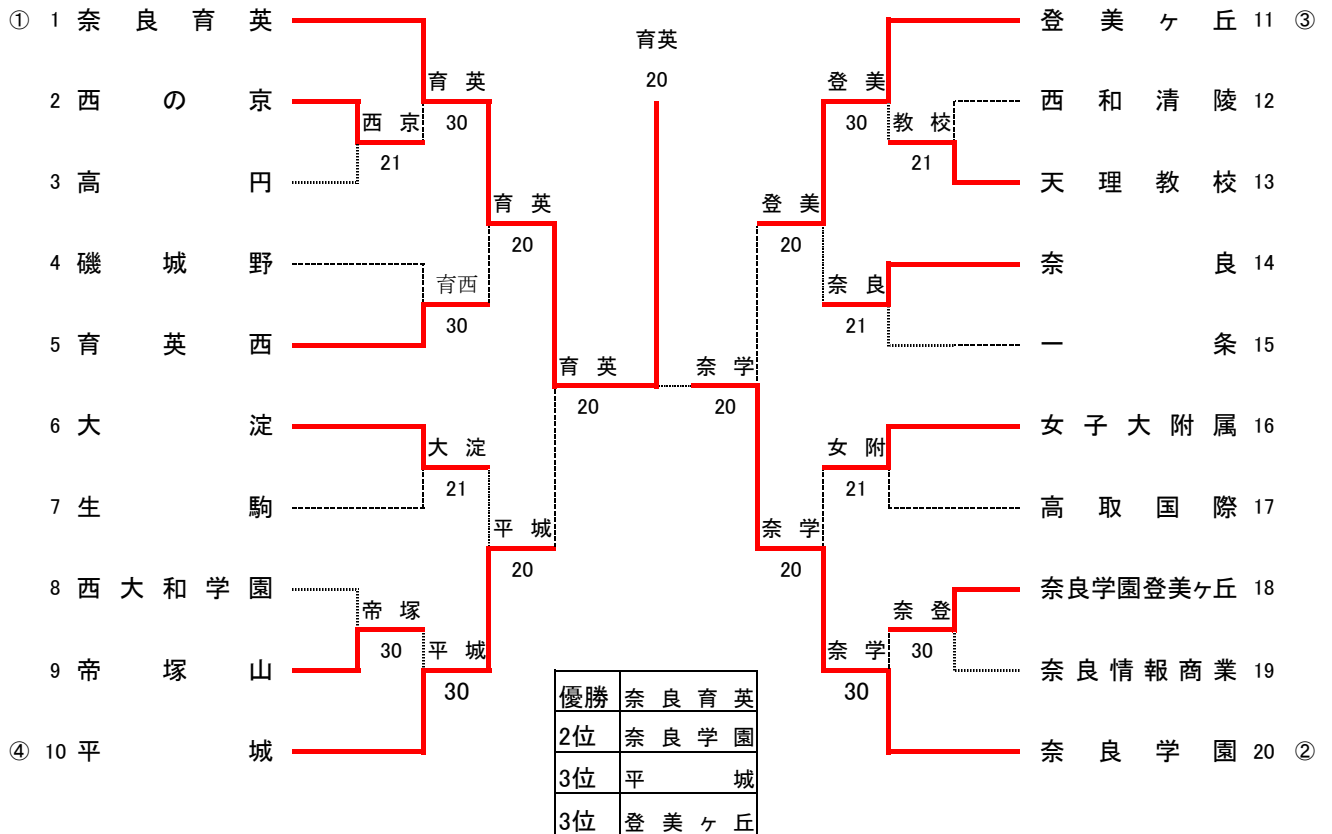 ① 1 奈良育英
2 西の京
3 高円
4 磯城野
5 育英西
6 大淀
7 生駒
8 西大和学園
9 帝塚山
④ 10 平城
西京
21
育英
30
育西
30
大淀
21
帝塚
30
平城
30
育英
20
平城
20
育英
20
育英
20
奈学
20
登美
20
奈学
20
登美
30
奈良
21
女附
21
奈学
30
教校
21
奈登
30
登美ヶ丘 11 ③
西和清陵 12
天理教校 13
奈良 14
一条 15
女子大附属 16
高取国際 17
奈良学園登美ヶ丘 18
奈良情報商業 19
奈良学園 20 ②
優勝 奈良育英
2位 奈良学園
3位 平城
3位 登美ヶ丘